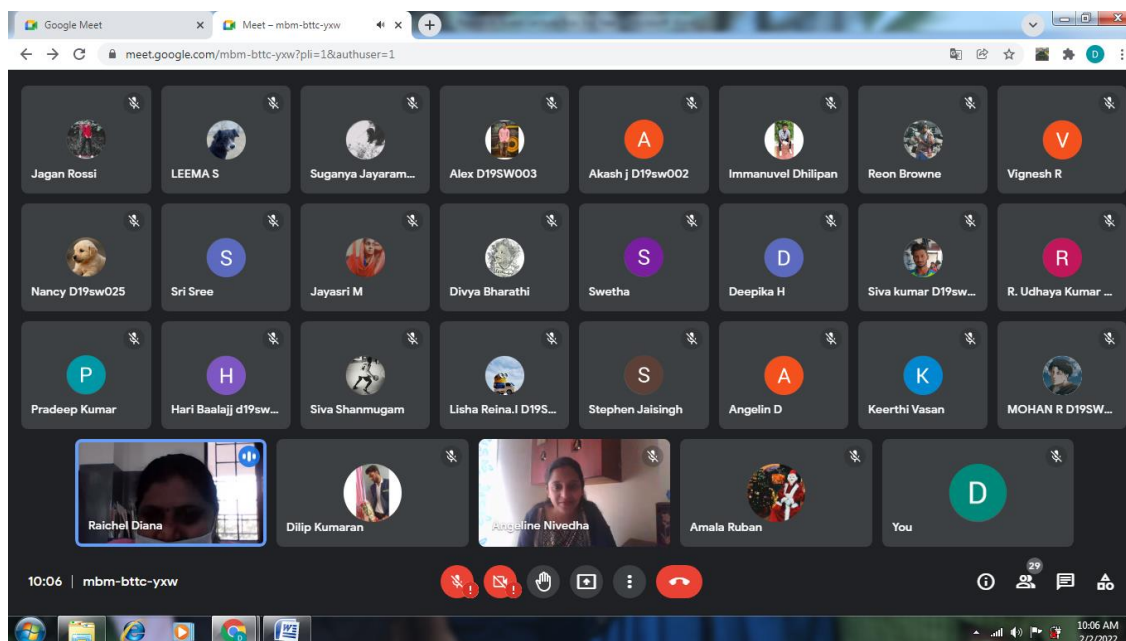 Google Meet
Meet – mbm-bttc-yxw
meet.google.com/mbm-bttc-yxw?pli=1&authuser=1
D
A
V
Jagan Rossi
LEEMA S
Suganya Jayaram...
Alex D19SW003
Akash j D19sw002
Immanuvel Dhilipan
Reon Browne
Vignesh R
S
S
D
R
Nancy D19sw025
Sri Sree
Jayasri M
Divya Bharathi
Swetha
Deepika H
Siva kumar D19sw...
R. Udhaya Kumar ...
P
H
S
A
K
Pradeep Kumar
Hari Baalajj d19sw...
Siva Shanmugam
Lisha Reina.I D19S...
Stephen Jaisingh
Angelin D
Keerthi Vasan
MOHAN R D19SW...
D
Raichel Diana
Dilip Kumaran
Angeline Nivedha
Amala Ruban
You
10:06 | mbm-bttc-yxw
29
10:06 AM
2/2/2022